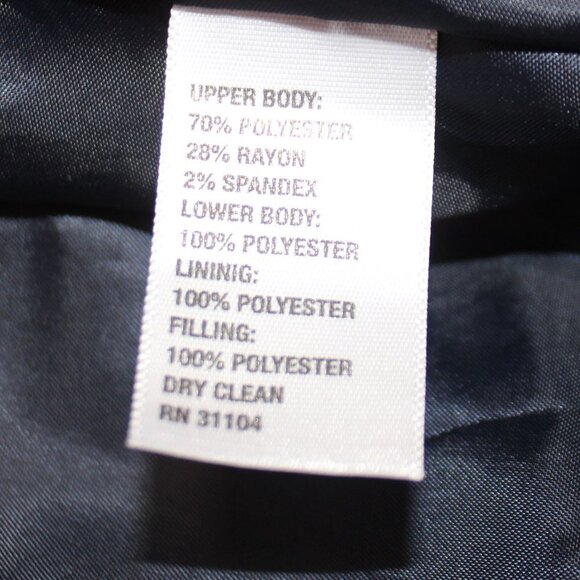 UPPER BODY:
70% POLYESTER
28% RAYON
2% SPANDEX
LOWER BODY:
100% POLYESTER
LININIG:
100% POLYESTER
FILLING:
100% POLYESTER
DRY CLEAN
RN 31104